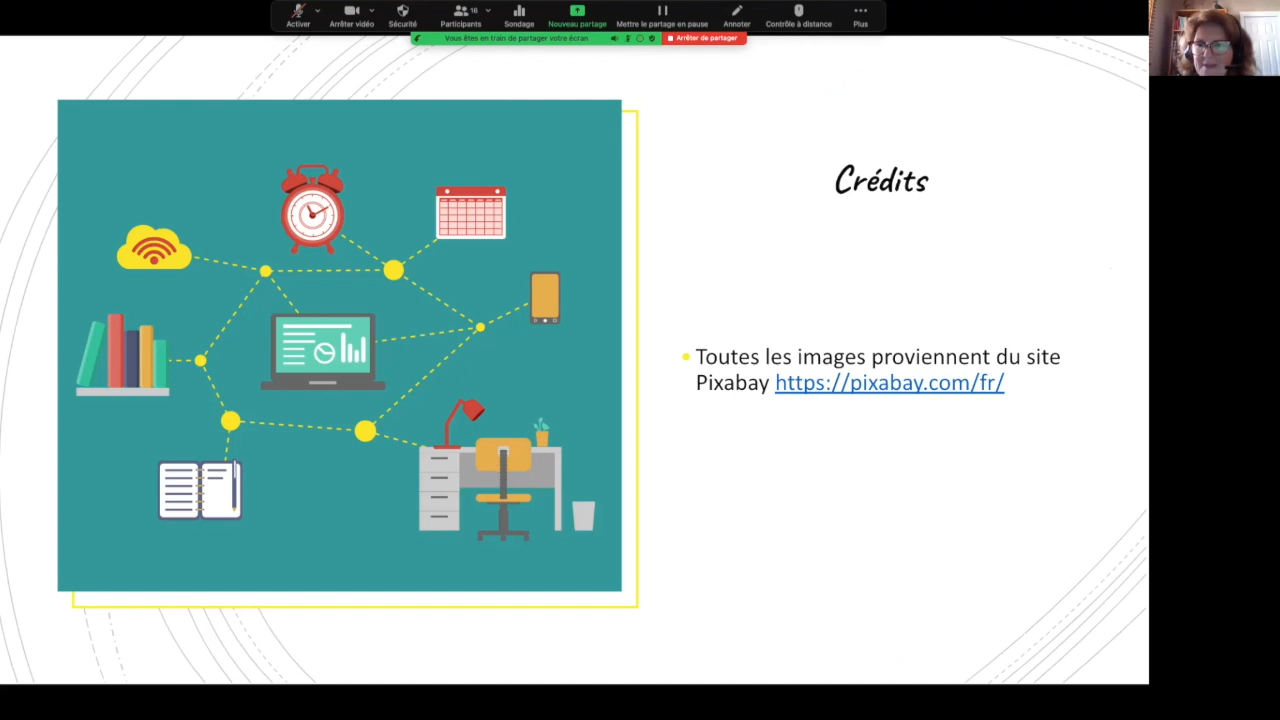 Activer
Arrêter vidéo
Sécurité
16
Participants
Sondage
Nouveau partage
Mettre le partage en pause
Annoter
Contrôle à distance
Plus
Vous êtes en train de partager votre écran
Arrêter de partager
Crédits
Toutes les images proviennent du site
Pixabay https://pixabay.com/fr/